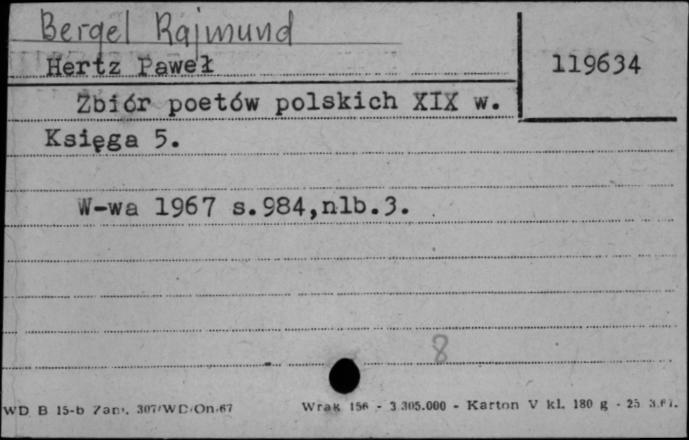 Bergel Rajmund
Hertz Paweł
119634
Zbiór poetów polskich XIX w.
Księga 5.
W-wa 1967 s.984,nlb.3.
8
WD B 15-b Zam. 307/WD/On-67 Wrak 156 - 3.305.000 - Karton V kl. 180 g - 25